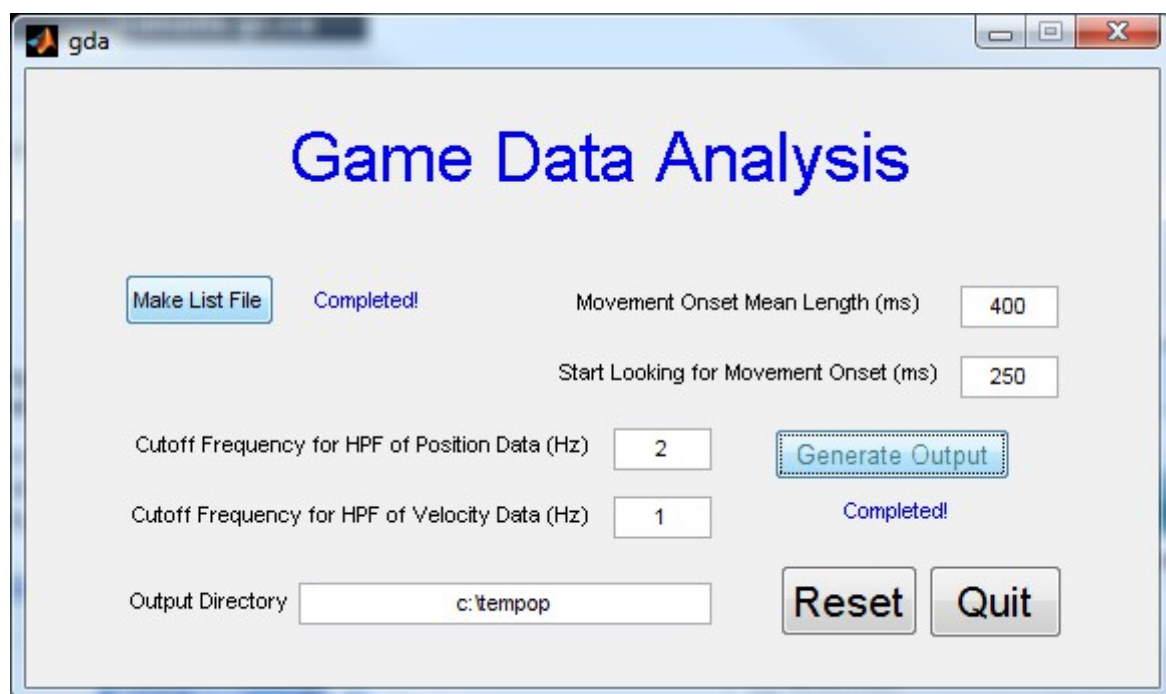 gda
Game Data Analysis
Make List File
Completed!
Movement Onset Mean Length (ms)
400
Start Looking for Movement Onset (ms)
250
Cutoff Frequency for HPF of Position Data (Hz)
2
Generate Output
Cutoff Frequency for HPF of Velocity Data (Hz)
1
Completed!
Output Directory
c:\tempop
Reset
Quit